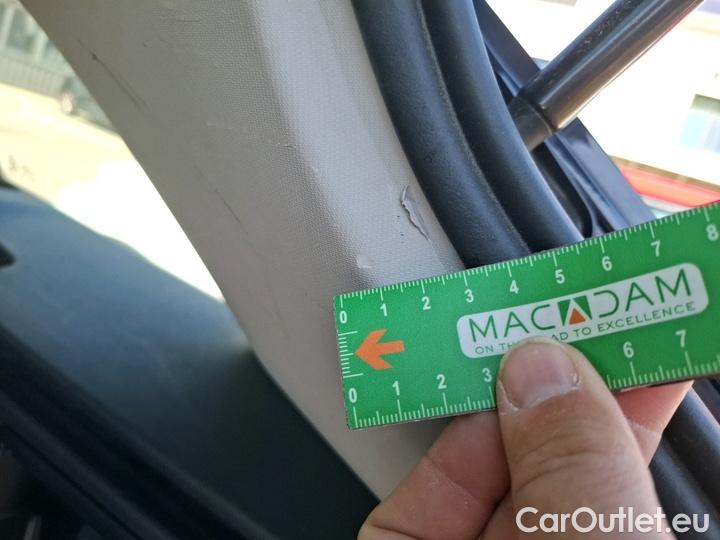 0 1 2 3 4 5 6 7 8
MACADAM
ON THE ROAD TO EXCELLENCE
0 1 2 3 6 7
CarOutlet.eu